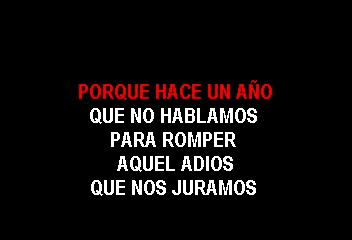 PORQUE HACE UN AÑO
QUE NO HABLAMOS
PARA ROMPER
AQUEL ADIOS
QUE NOS JURAMOS